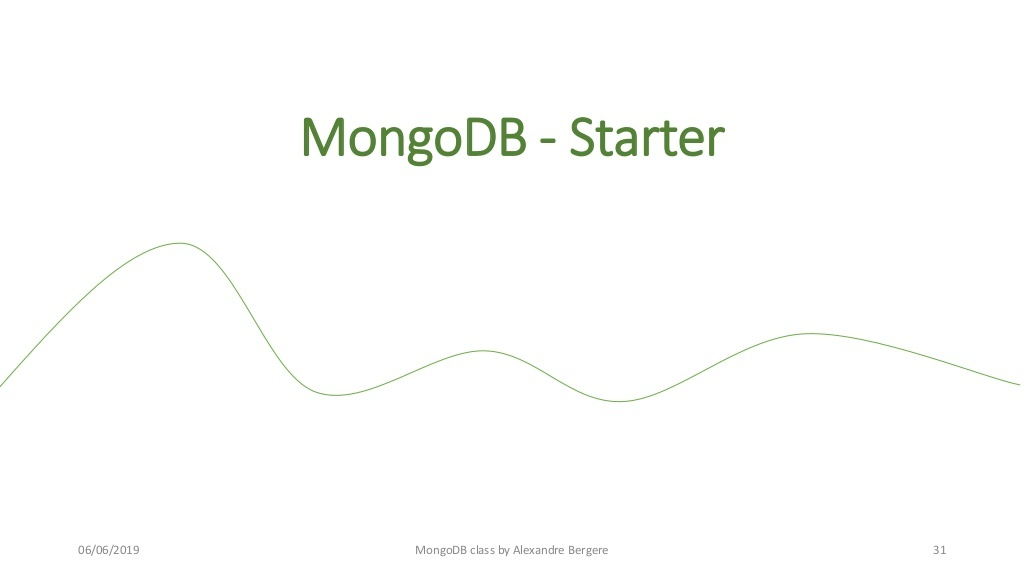 MongoDB - Starter
06/06/2019
MongoDB class by Alexandre Bergere
31